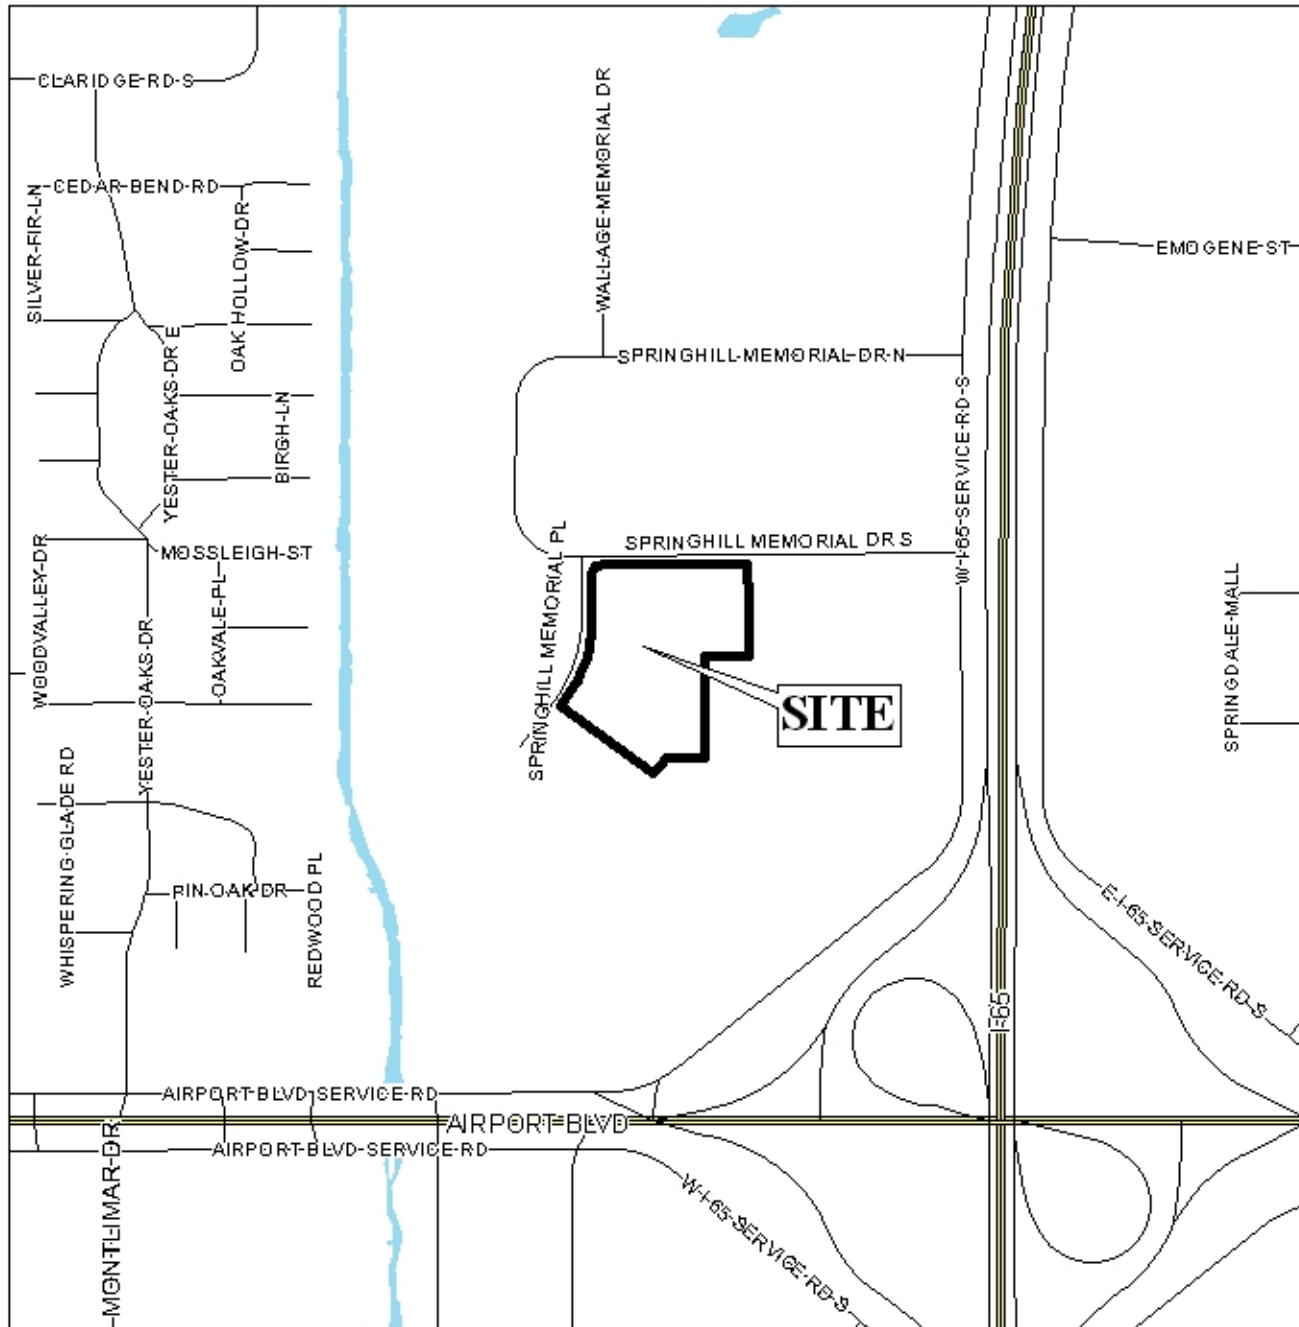 CLARIDGE-RD-S
CEDAR-BEND-RD
SILVER-FIR-LN
OAK HOLLOW-DR
WALLACE-MEMORIAL DR
EMOGENE-ST
SPRINGHILL-MEMORIAL-DR-N
YESTER-OAKS-DR E
BIRCH-LN
W-I-65-SERVICE-RD-S
MOSSLEIGH-ST
SPRINGHILL MEMORIAL DR S
SPRINGHILL MEMORIAL PL
WOODVALLEY-DR
OAKVALE-PL
YESTER-OAKS-DR
SPRINGDALE-MALL
SITE
WHISPERING-GLADE RD
PIN-OAK-DR
REDWOOD PL
E-I-65-SERVICE-RD-S
I-65
AIRPORT-BLVD-SERVICE-RD
AIRPORT BLVD
AIRPORT-BLVD-SERVICE-RD
MONTLIMAR-DR
W-I-65-SERVICE-RD-S